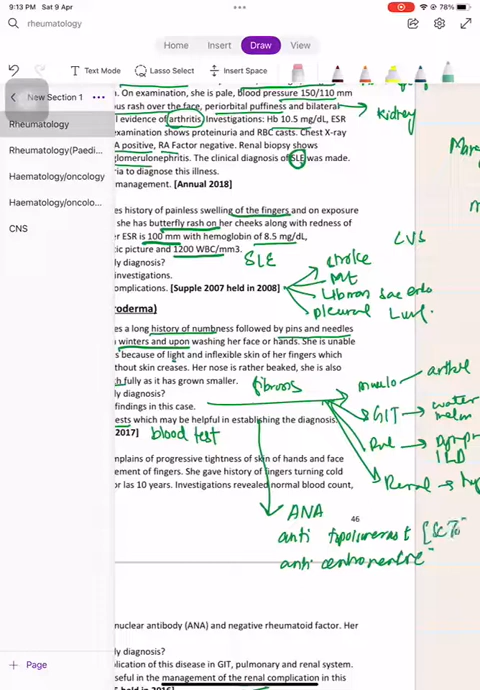 9:13 PM Sat 9 Apr
78%
rheumatology
Home Insert Draw View
Text Mode Lasso Select Insert Space
New Section 1
Rheumatology
Rheumatology(Paedi...
Haematology/oncology
Haematology/oncolo...
CNS
. On examination, she is pale, blood pressure 150/110 mm
us rash over the face, periorbital puffiness and bilateral
l evidence of arthritis. Investigations: Hb 10.5 mg/dL, ESR
examination shows proteinuria and RBC casts. Chest X-ray
A positive, RA Factor negative. Renal biopsy shows
glomerulonephritis. The clinical diagnosis of SLE was made.
ria to diagnose this illness.
management. [Annual 2018]
kidney
es history of painless swelling of the fingers and on exposure
she has butterfly rash on her cheeks along with redness of
er ESR is 100 mm with hemoglobin of 8.5 mg/dL,
ic picture and 1200 WBC/mm3.
ly diagnosis?
investigations.
omplications. [Supple 2007 held in 2008]
SLE
CVS
stroke
MI
Libman sac endo
pleural
roderma)
es a long history of numbness followed by pins and needles
winters and upon washing her face or hands. She is unable
s because of light and inflexible skin of her fingers which
thout skin creases. Her nose is rather beaked, she is also
h fully as it has grown smaller.
ly diagnosis?
findings in this case.
ests which may be helpful in establishing the diagnosis.
2017]
blood test
fibrosis
GIT
water
melon
ILD
Renal
plains of progressive tightness of skin of hands and face
ement of fingers. She gave history of fingers turning cold
or las 10 years. Investigations revealed normal blood count,
46
ANA
anti
anti centromere
nuclear antibody (ANA) and negative rheumatoid factor. Her
ly diagnosis?
lication of this disease in GIT, pulmonary and renal system.
seful in the management of the renal complication in this
Page